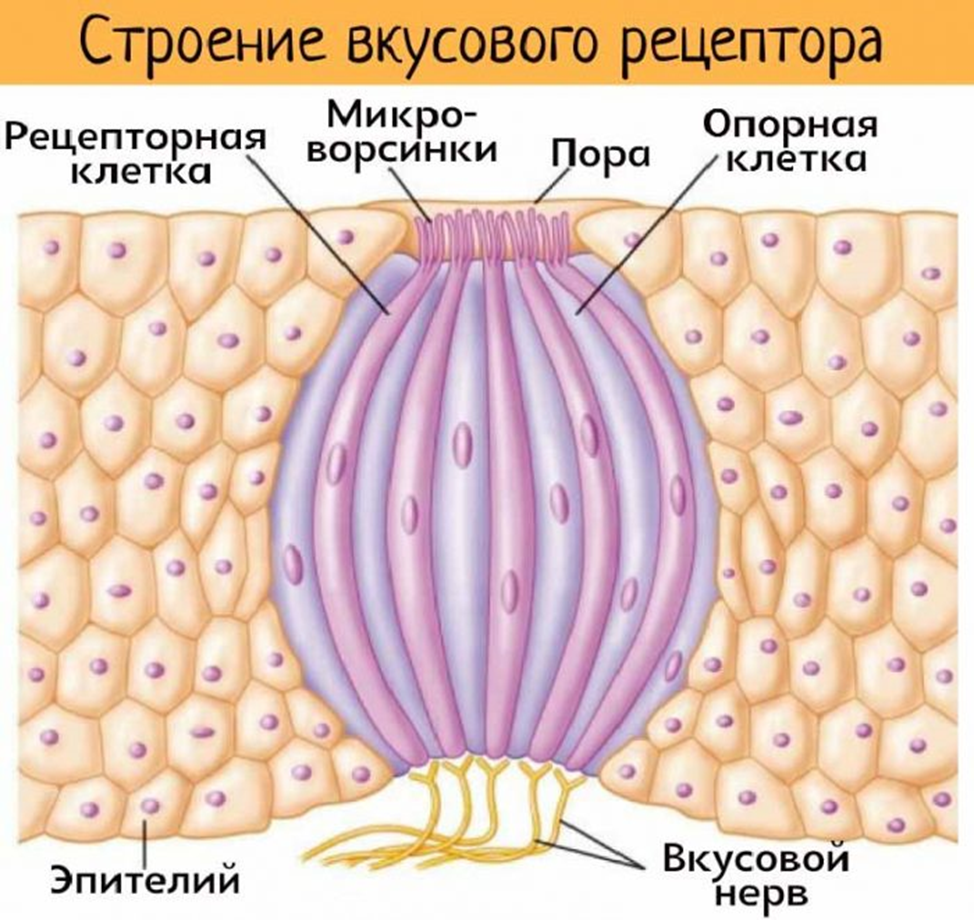 Строение вкусового рецептора
Рецепторная
клетка
Микро-
ворсинки
Пора
Опорная
клетка
Эпителий
Вкусовой
нерв